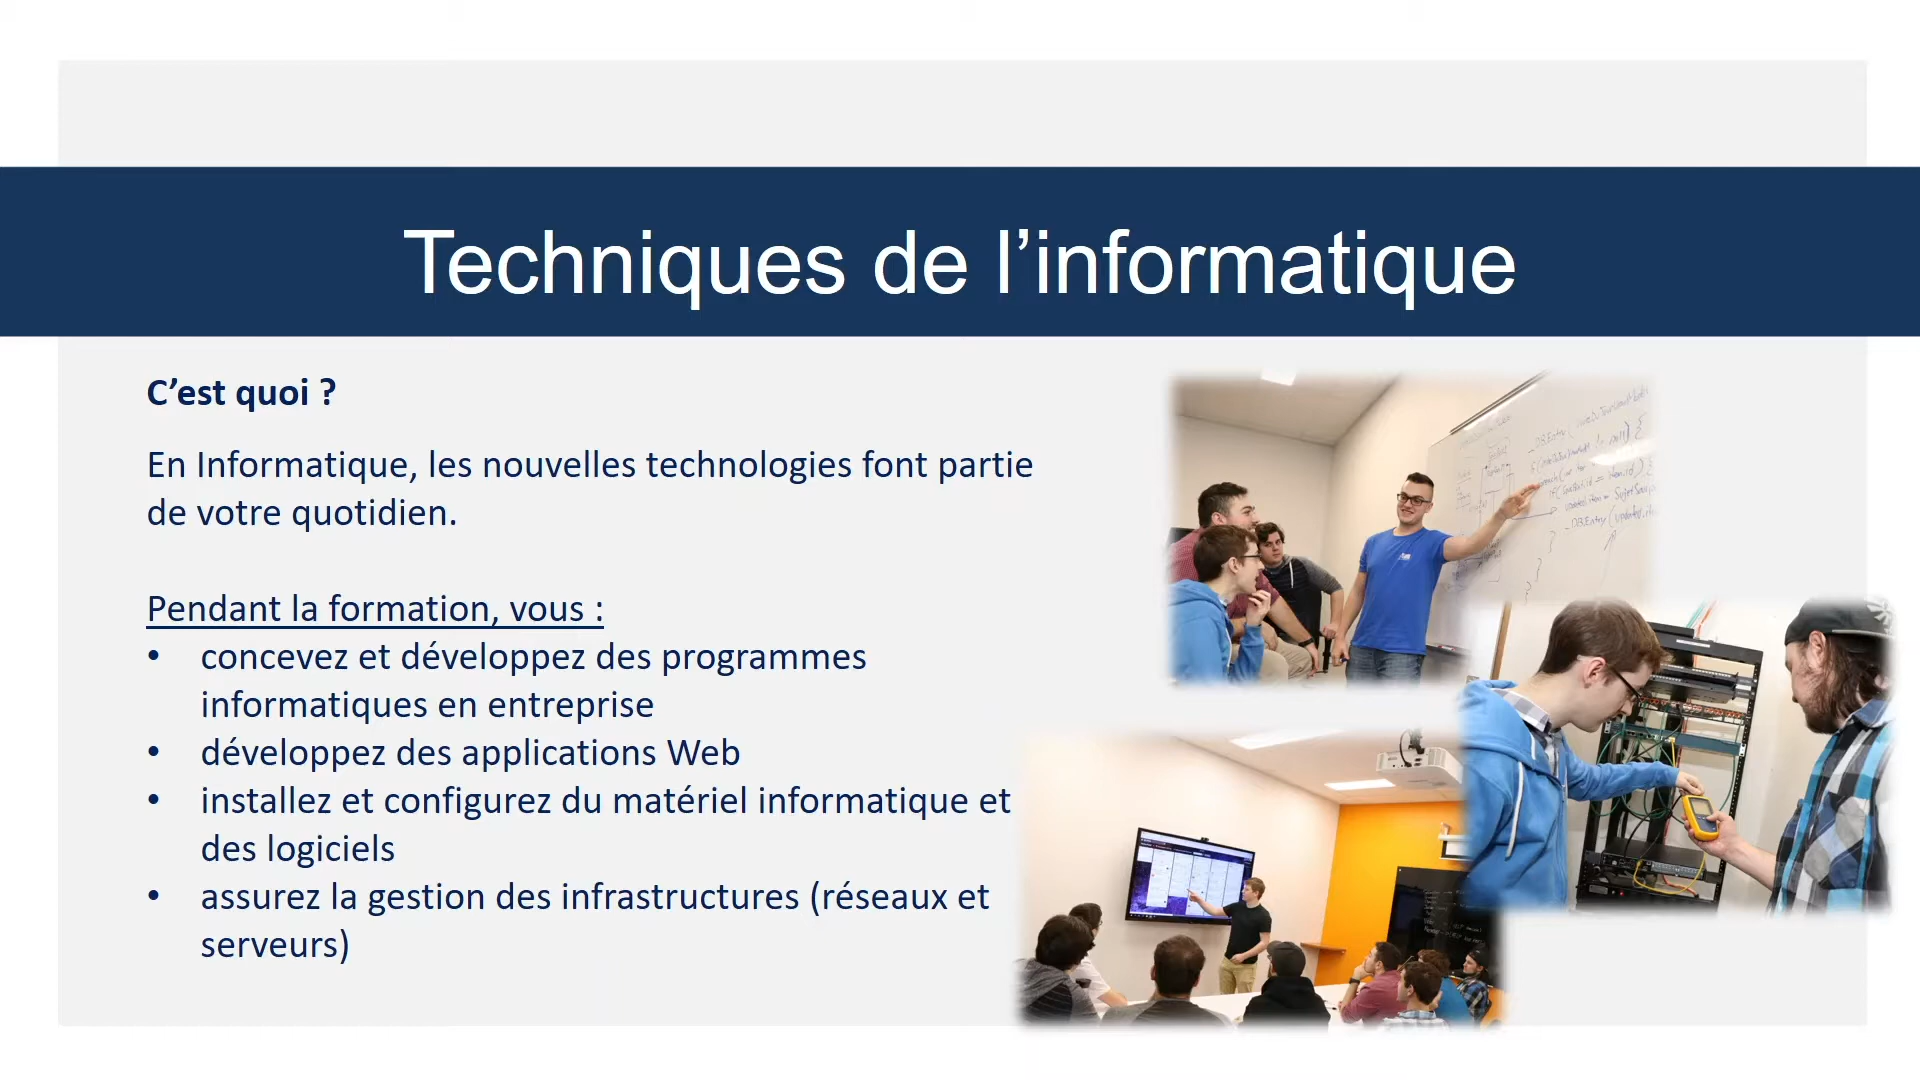 Techniques de l’informatique
C’est quoi ?
En Informatique, les nouvelles technologies font partie
de votre quotidien.
Pendant la formation, vous :
• concevez et développez des programmes
informatiques en entreprise
• développez des applications Web
• installez et configurez du matériel informatique et
des logiciels
• assurez la gestion des infrastructures (réseaux et
serveurs)